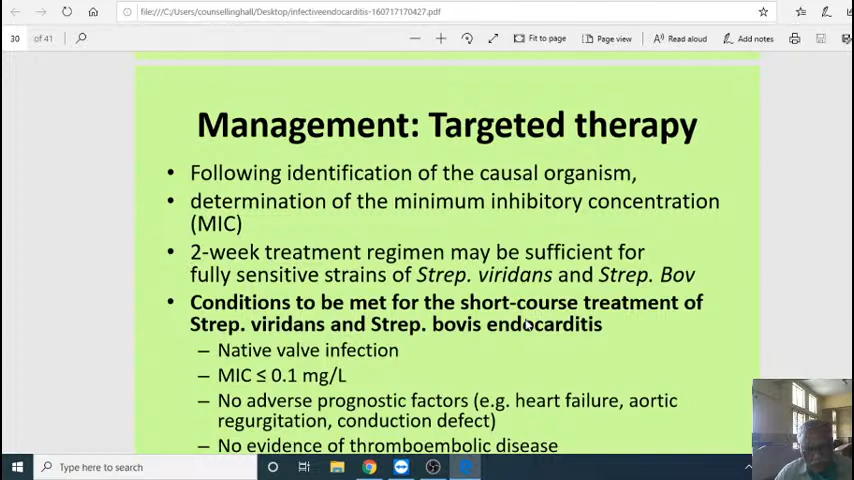 file:///C:/Users/counsellinghall/Desktop/infectiveendocarditis-160717170427.pdf
30 of 41
Fit to page
Page view
Read aloud
Add notes
Management: Targeted therapy
• Following identification of the causal organism,
• determination of the minimum inhibitory concentration
(MIC)
• 2-week treatment regimen may be sufficient for
fully sensitive strains of Strep. viridans and Strep. Bov
• Conditions to be met for the short-course treatment of
Strep. viridans and Strep. bovis endocarditis
– Native valve infection
– MIC ≤ 0.1 mg/L
– No adverse prognostic factors (e.g. heart failure, aortic
regurgitation, conduction defect)
– No evidence of thromboembolic disease
Type here to search